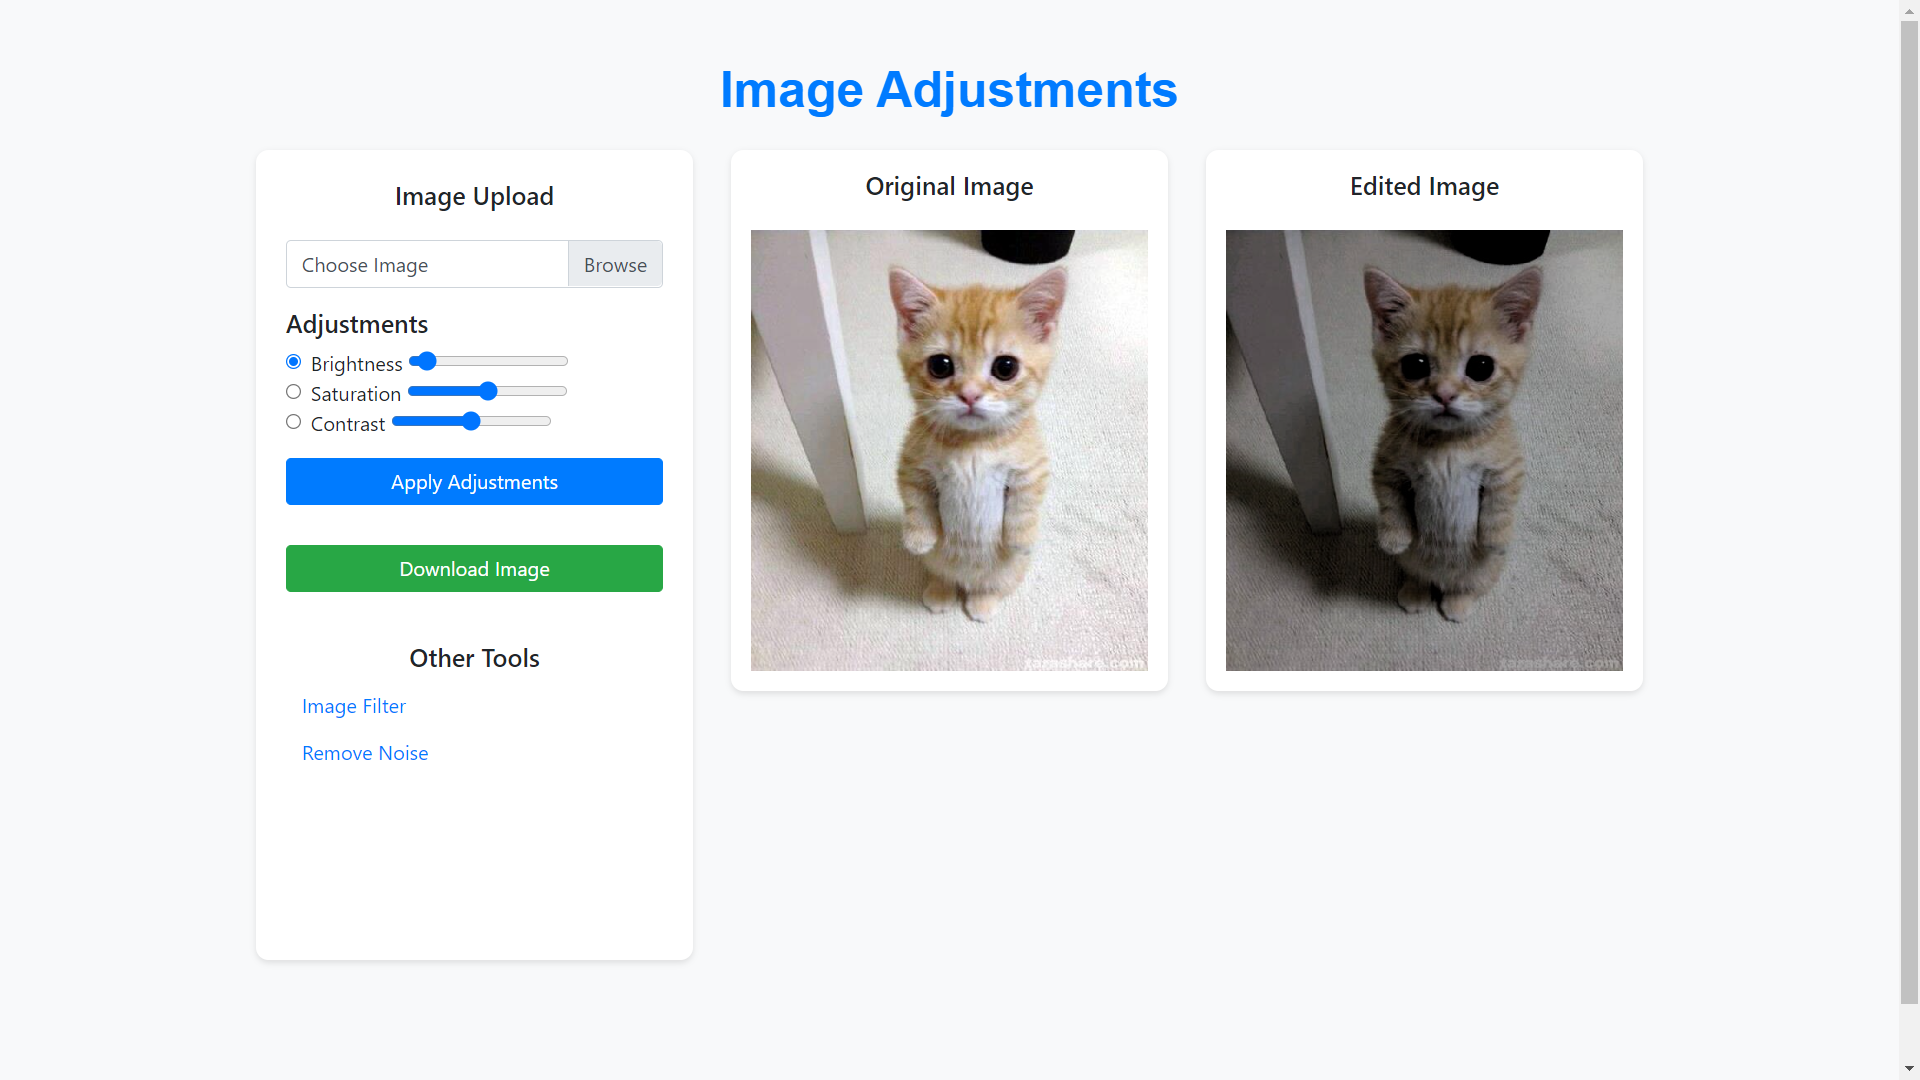 Image Adjustments
Image Upload
Choose Image
Browse
Adjustments
Brightness
Saturation
Contrast
Apply Adjustments
Download Image
Other Tools
Image Filter
Remove Noise
Original Image
Edited Image